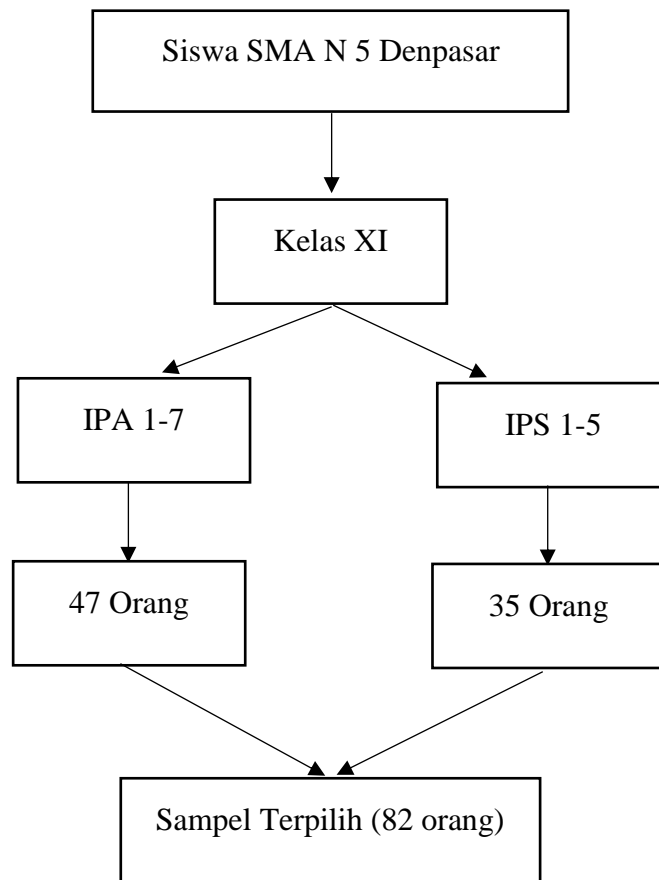 Siswa SMA N 5 Denpasar
Kelas XI
IPA 1-7
IPS 1-5
47 Orang
35 Orang
Sampel Terpilih (82 orang)